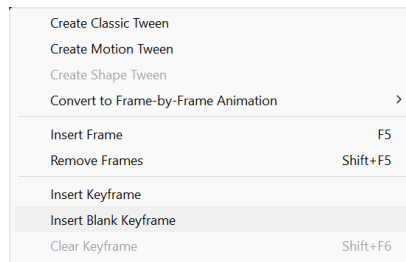 Create Classic Tween
Create Motion Tween
Create Shape Tween
Convert to Frame-by-Frame Animation
Insert Frame F5
Remove Frames Shift+F5
Insert Keyframe
Insert Blank Keyframe
Clear Keyframe Shift+F6